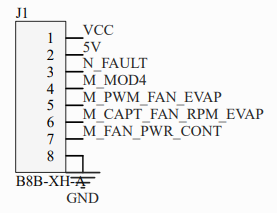 J1
1 VCC
2 5V
3 N_FAULT
4 M_MOD4
5 M_PWM_FAN_EVAP
6 M_CAPT_FAN_RPM_EVAP
7 M_FAN_PWR_CONT
8
B8B-XH-A
GND